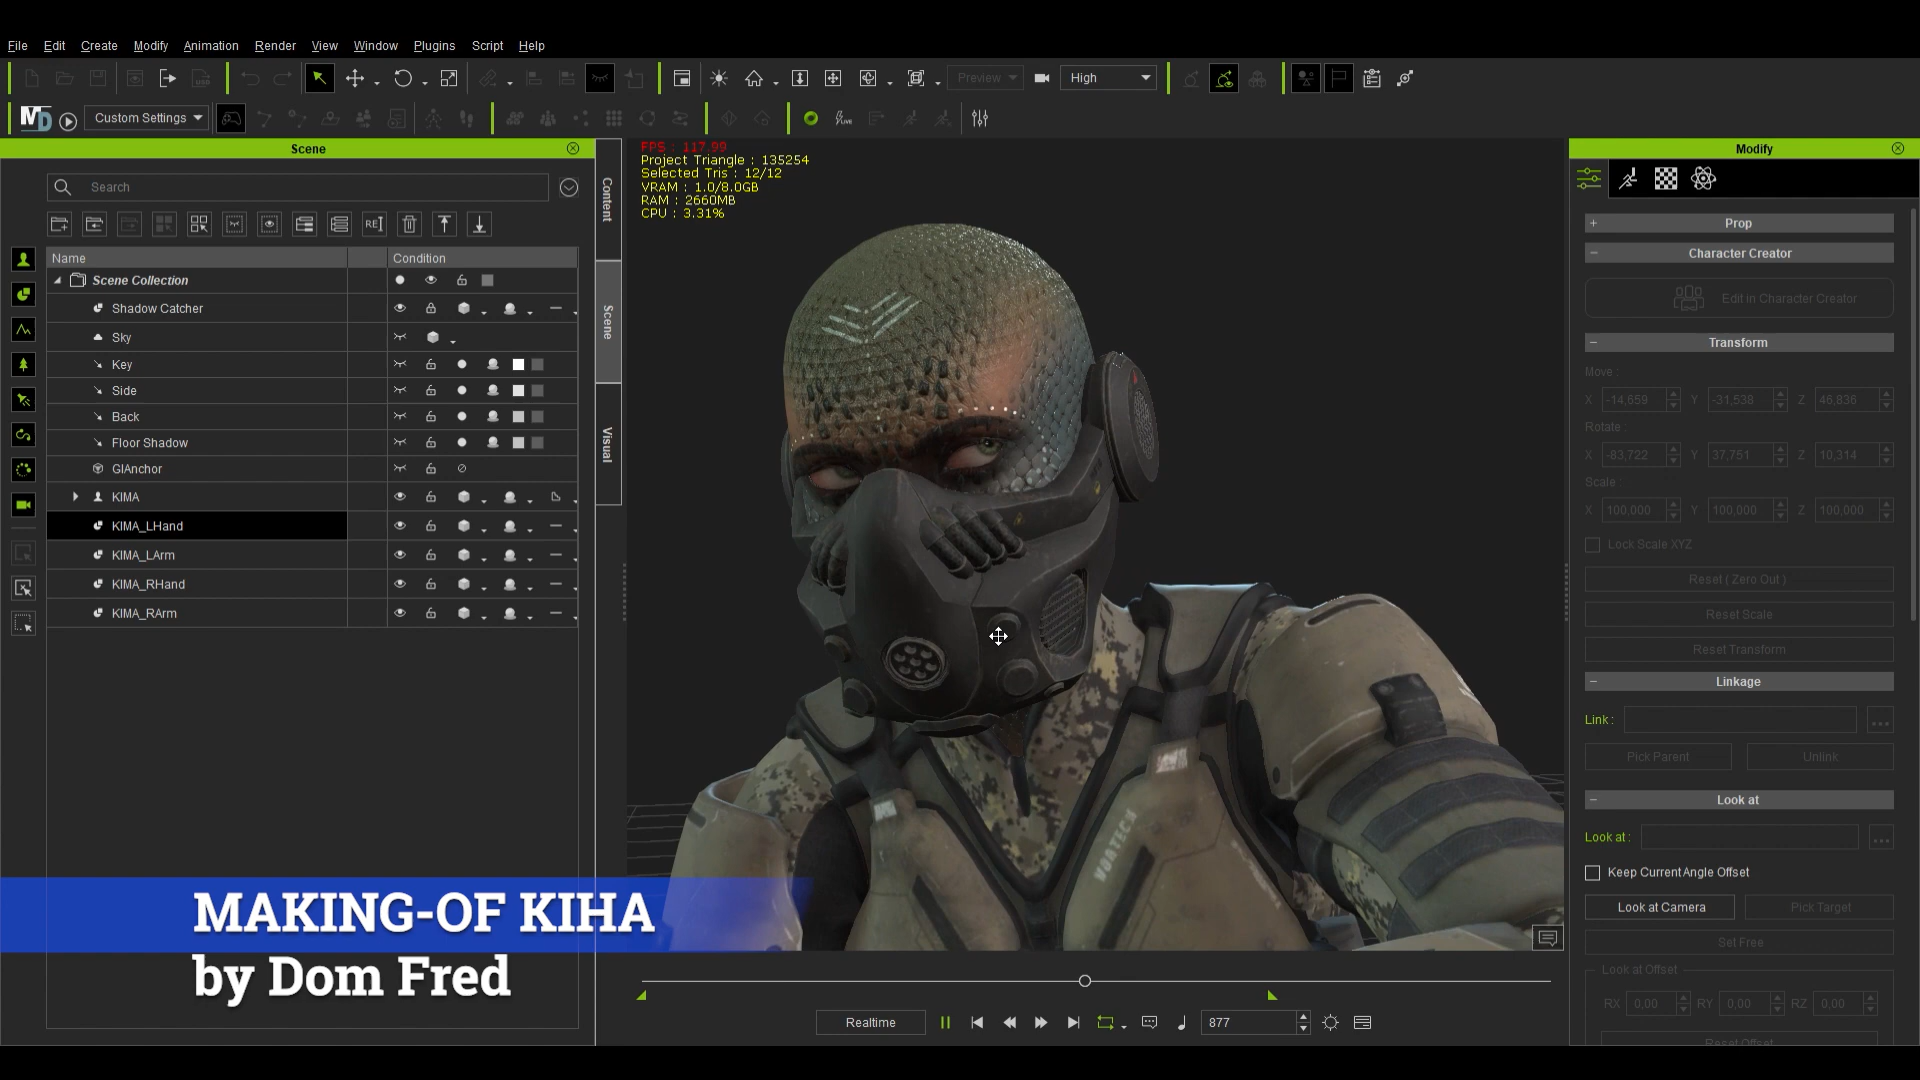 File Edit Create Modify Animation Render View Window Plugins Script Help
Preview High
MD Custom Settings LIVE
Scene
Search
RE
Name Condition
Scene Collection
Shadow Catcher
Sky
Key
Side
Back
Floor Shadow
GIAnchor
KIMA
KIMA_LHand
KIMA_LArm
KIMA_RHand
KIMA_RArm
Content
Scene
Visual
FPS : 117.99
Project Triangle : 135254
Selected Tris : 12/12
VRAM : 1.0/8.0GB
RAM : 2660MB
CPU : 3.31%
VORTECH
MAKING-OF KIHA
by Dom Fred
Realtime 877
Modify
Prop
Character Creator
Edit in Character Creator
Transform
Move :
X -14,659 Y -31,538 Z 46,836
Rotate :
X -83,722 Y 37,751 Z 10,314
Scale :
X 100,000 Y 100,000 Z 100,000
Lock Scale XYZ
Reset ( Zero Out )
Reset Scale
Reset Transform
Linkage
Link :
Pick Parent Unlink
Look at
Look at :
Keep Current Angle Offset
Look at Camera Pick Target
Set Free
Look at Offset
RX 0,00 RY 0,00 RZ 0,00
Reset Offset